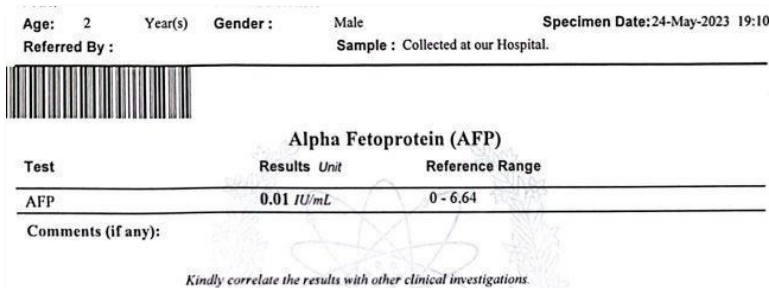 Age: 2 Year(s) Gender : Male Specimen Date:24-May-2023 19:10
Referred By : Sample : Collected at our Hospital.
Alpha Fetoprotein (AFP)
Test Results Unit Reference Range
AFP 0.01 IU/mL 0 - 6.64
Comments (if any):
Kindly correlate the results with other clinical investigations.